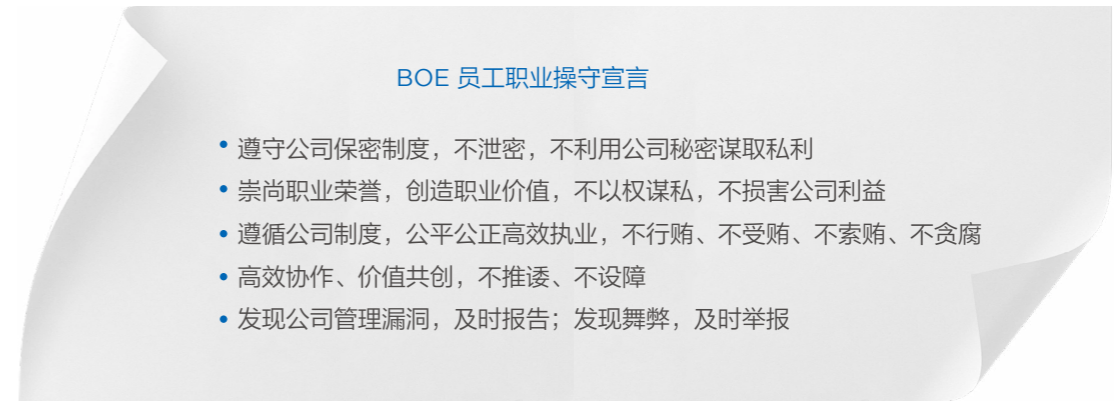 BOE 员工职业操守宣言
• 遵守公司保密制度，不泄密，不利用公司秘密谋取私利
• 崇尚职业荣誉，创造职业价值，不以权谋私，不损害公司利益
• 遵循公司制度，公平公正高效执业，不行贿、不受贿、不索贿、不贪腐
• 高效协作、价值共创，不推诿、不设障
• 发现公司管理漏洞，及时报告；发现舞弊，及时举报